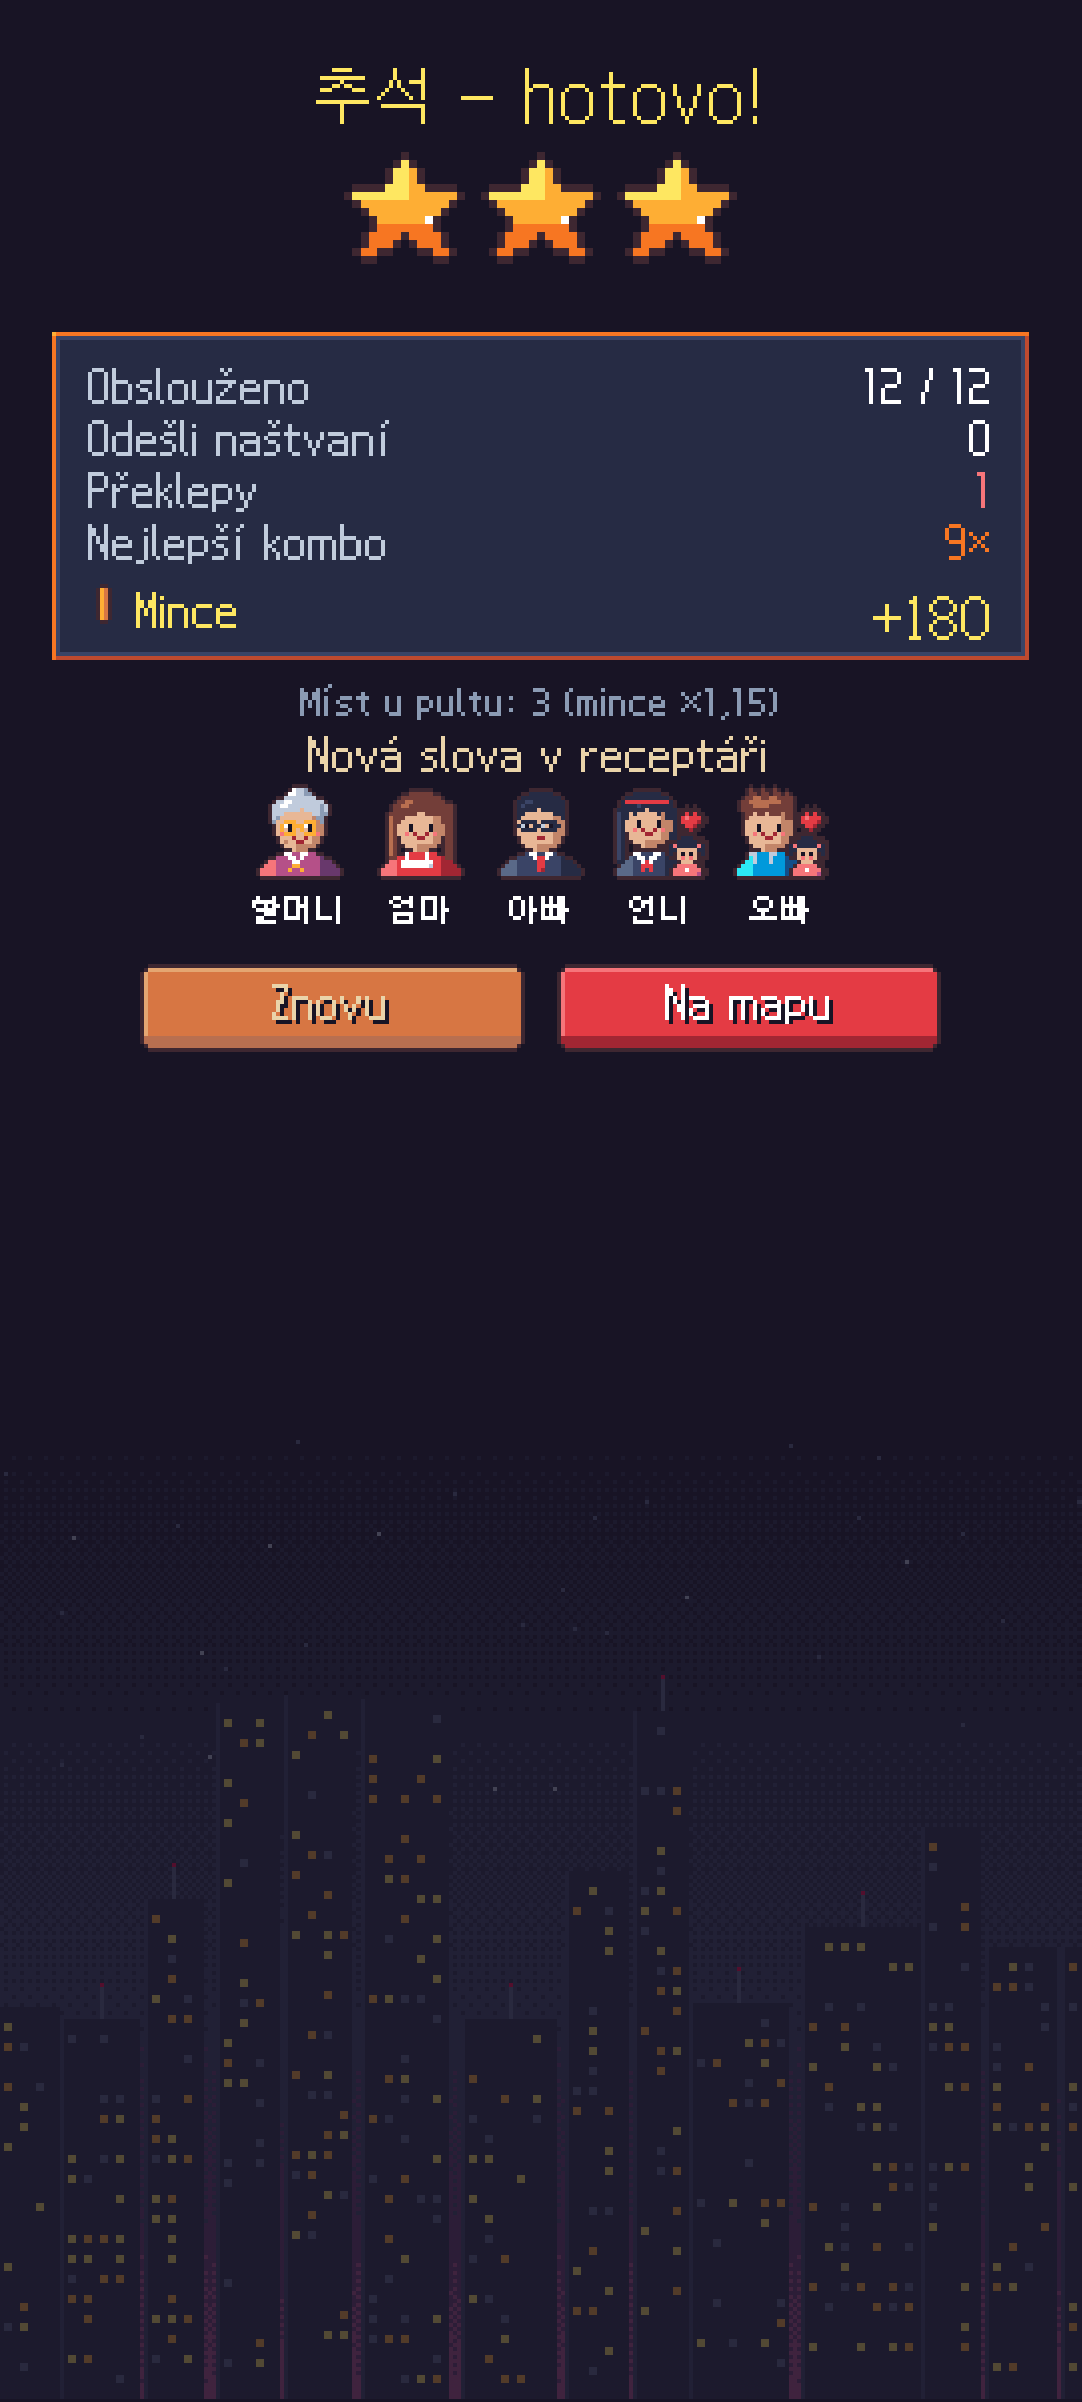 추석 – hotovo!
Obslouženo 12 / 12
Odešli naštvaní 0
Překlepy 1
Nejlepší kombo 9×
Mince +180
Míst u pultu: 3 (mince ×1,15)
Nová slova v receptáři
할머니 엄마 아빠 언니 오빠
Znovu Na mapu